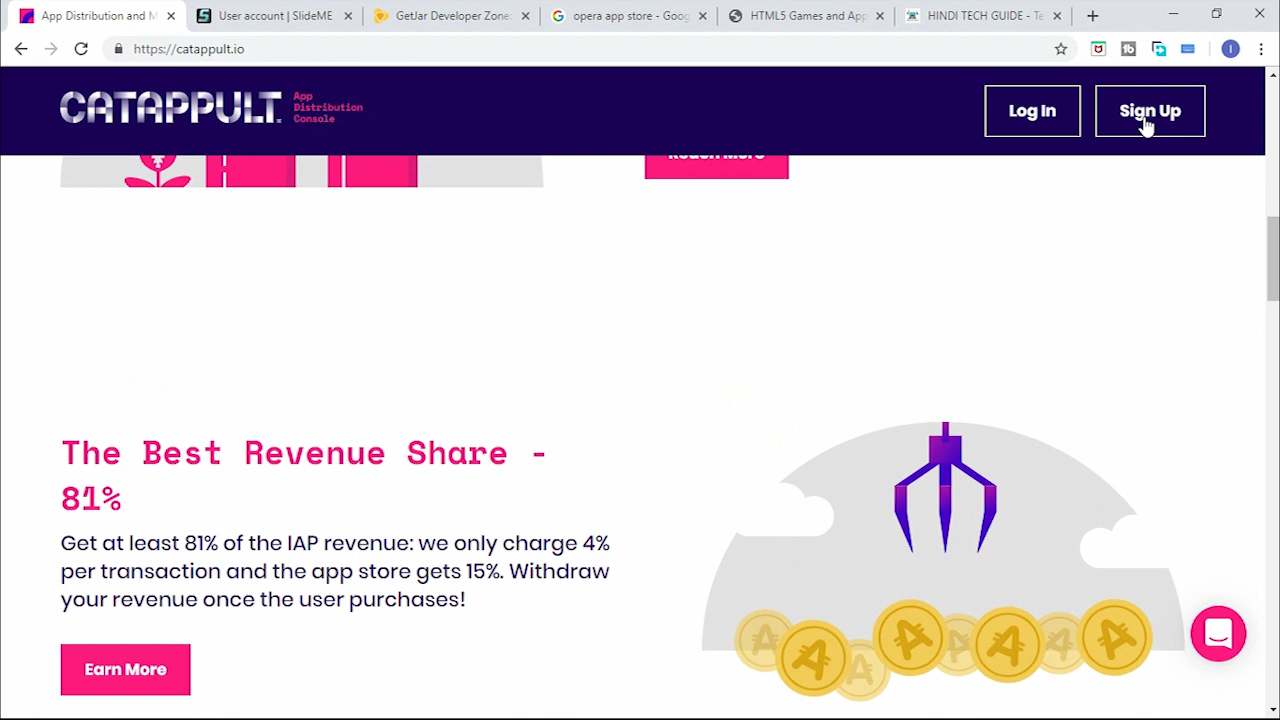 App Distribution and M
User account | SlideME
GetJar Developer Zone
opera app store - Goog
HTML5 Games and App
HINDI TECH GUIDE - Te
https://catappult.io
CATAPPULT
App
Distribution
Console
Log In
Sign Up
Reach More
The Best Revenue Share -
81%
Get at least 81% of the IAP revenue: we only charge 4%
per transaction and the app store gets 15%. Withdraw
your revenue once the user purchases!
Earn More